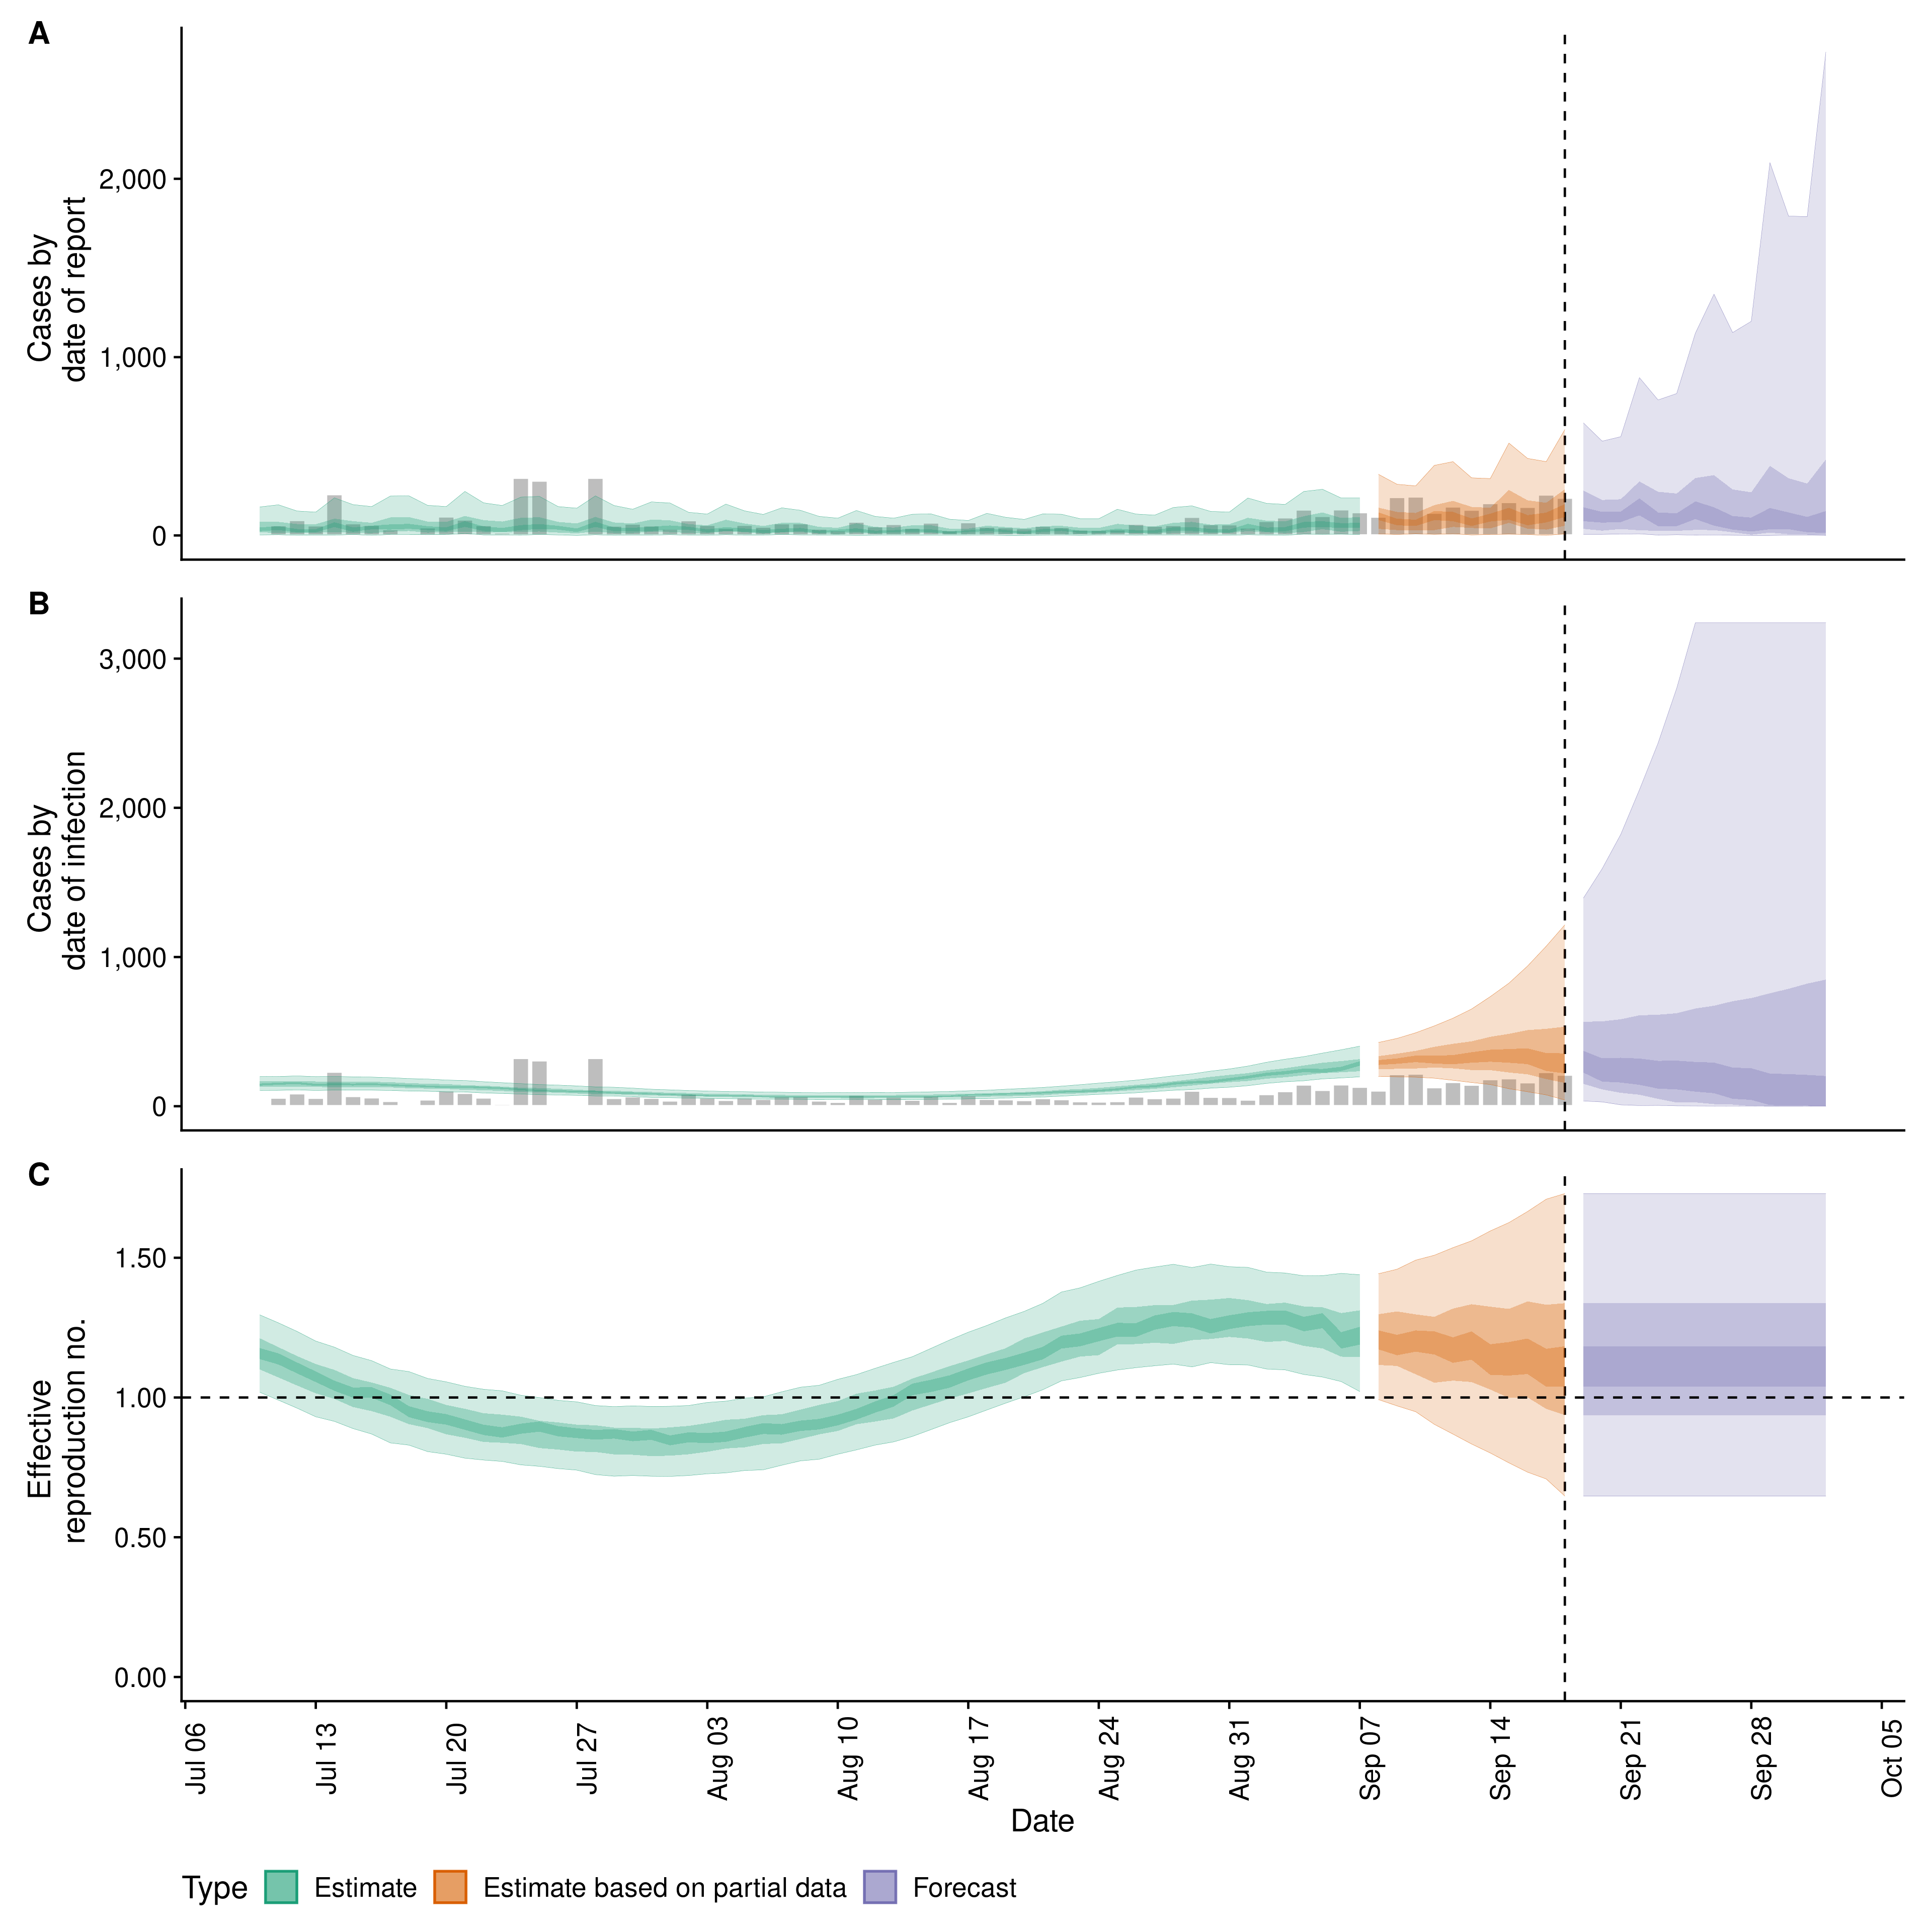 A
Cases by
date of report
2,000
1,000
0
B
Cases by
date of infection
3,000
2,000
1,000
0
C
Effective
reproduction no.
1.50
1.00
0.50
0.00
Jul 06
Jul 13
Jul 20
Jul 27
Aug 03
Aug 10
Aug 17
Aug 24
Aug 31
Sep 07
Sep 14
Sep 21
Sep 28
Oct 05
Date
Type Estimate Estimate based on partial data Forecast